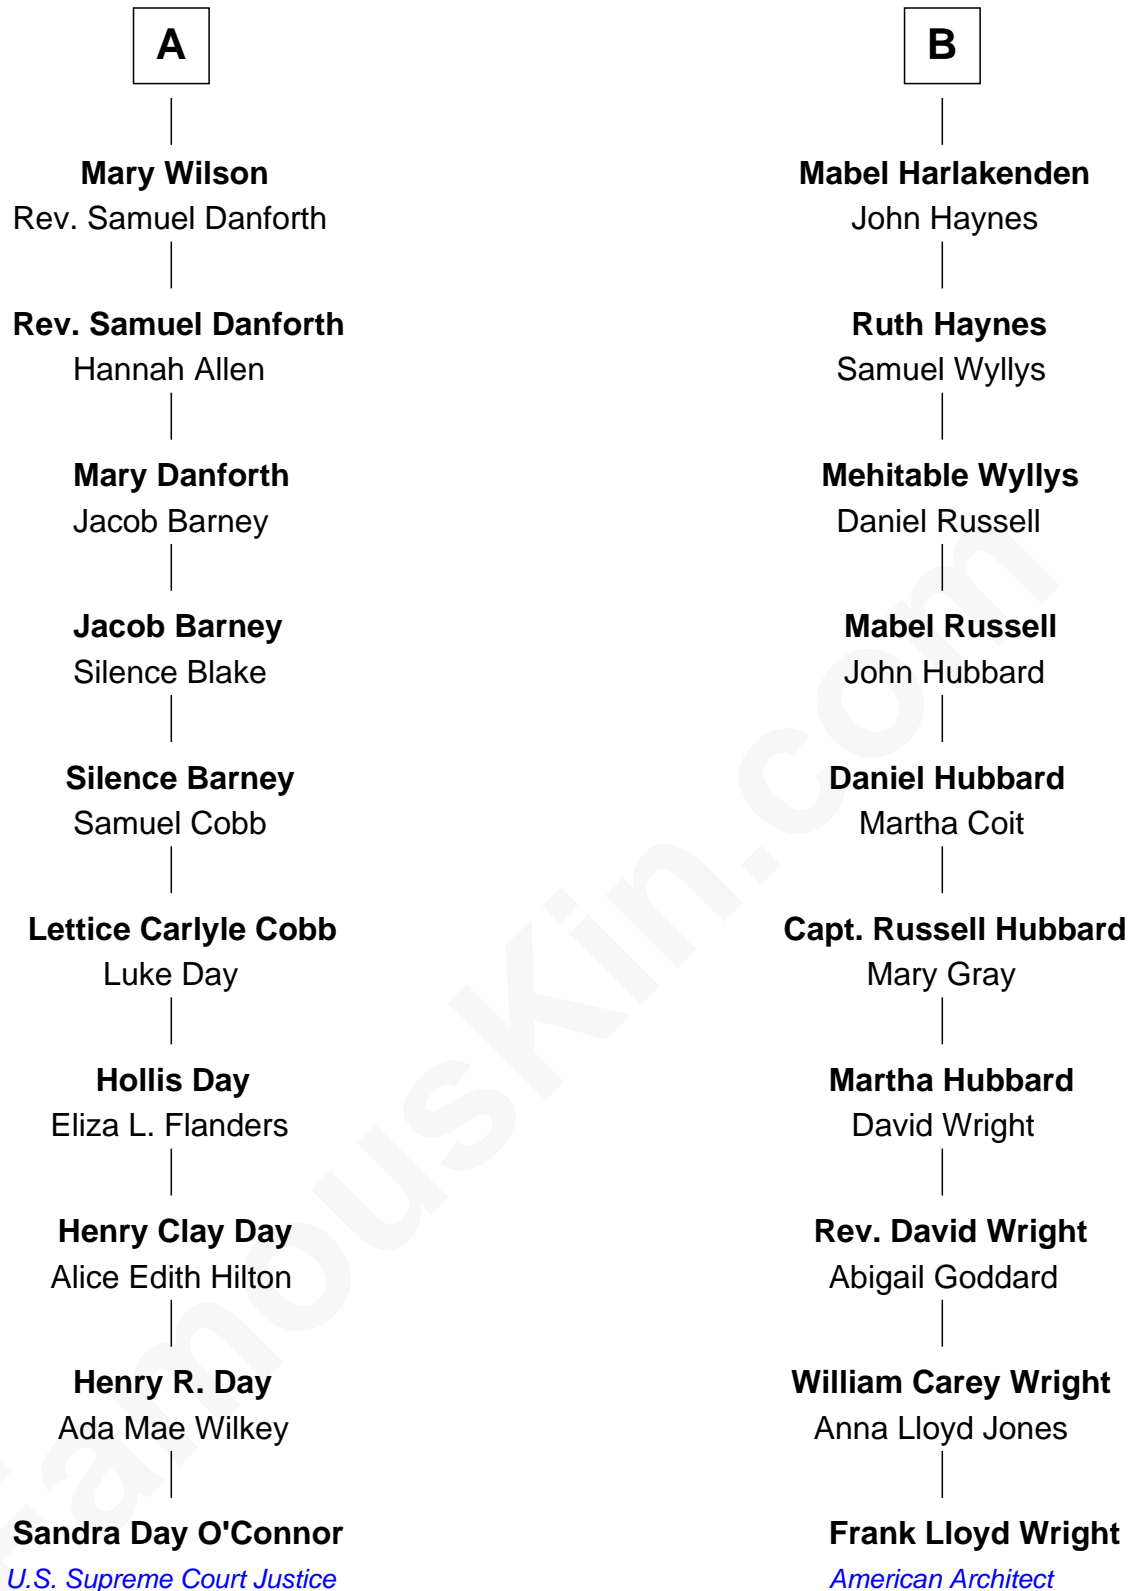 A
Mary Wilson
Rev. Samuel Danforth
Rev. Samuel Danforth
Hannah Allen
Mary Danforth
Jacob Barney
Jacob Barney
Silence Blake
Silence Barney
Samuel Cobb
Lettice Carlyle Cobb
Luke Day
Hollis Day
Eliza L. Flanders
Henry Clay Day
Alice Edith Hilton
Henry R. Day
Ada Mae Wilkey
Sandra Day O'Connor
U.S. Supreme Court Justice
B
Mabel Harlakenden
John Haynes
Ruth Haynes
Samuel Wyllys
Mehitable Wyllys
Daniel Russell
Mabel Russell
John Hubbard
Daniel Hubbard
Martha Coit
Capt. Russell Hubbard
Mary Gray
Martha Hubbard
David Wright
Rev. David Wright
Abigail Goddard
William Carey Wright
Anna Lloyd Jones
Frank Lloyd Wright
American Architect
FamousKin.com